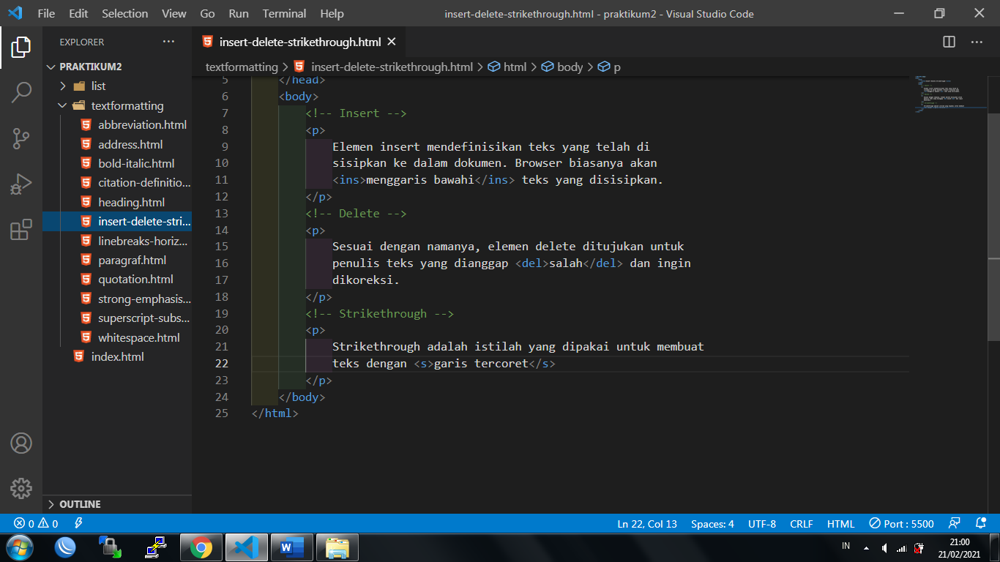 File Edit Selection View Go Run Terminal Help insert-delete-strikethrough.html - praktikum2 - Visual Studio Code
EXPLORER
PRAKTIKUM2
list
textformatting
abbreviation.html
address.html
bold-italic.html
citation-definitio...
heading.html
insert-delete-stri...
linebreaks-horiz...
paragraf.html
quotation.html
strong-emphasis...
superscript-subs...
whitespace.html
index.html
OUTLINE
insert-delete-strikethrough.html
textformatting > insert-delete-strikethrough.html > html > body > p
5 </head>
6 <body>
7 <!-- Insert -->
8 <p>
9 Elemen insert mendefinisikan teks yang telah di
10 sisipkan ke dalam dokumen. Browser biasanya akan
11 <ins>menggaris bawahi</ins> teks yang disisipkan.
12 </p>
13 <!-- Delete -->
14 <p>
15 Sesuai dengan namanya, elemen delete ditujukan untuk
16 penulis teks yang dianggap <del>salah</del> dan ingin
17 dikoreksi.
18 </p>
19 <!-- Strikethrough -->
20 <p>
21 Strikethrough adalah istilah yang dipakai untuk membuat
22 teks dengan <s>garis tercoret</s>
23 </p>
24 </body>
25 </html>
0 0 Ln 22, Col 13 Spaces: 4 UTF-8 CRLF HTML Port : 5500
IN 21:00
21/02/2021